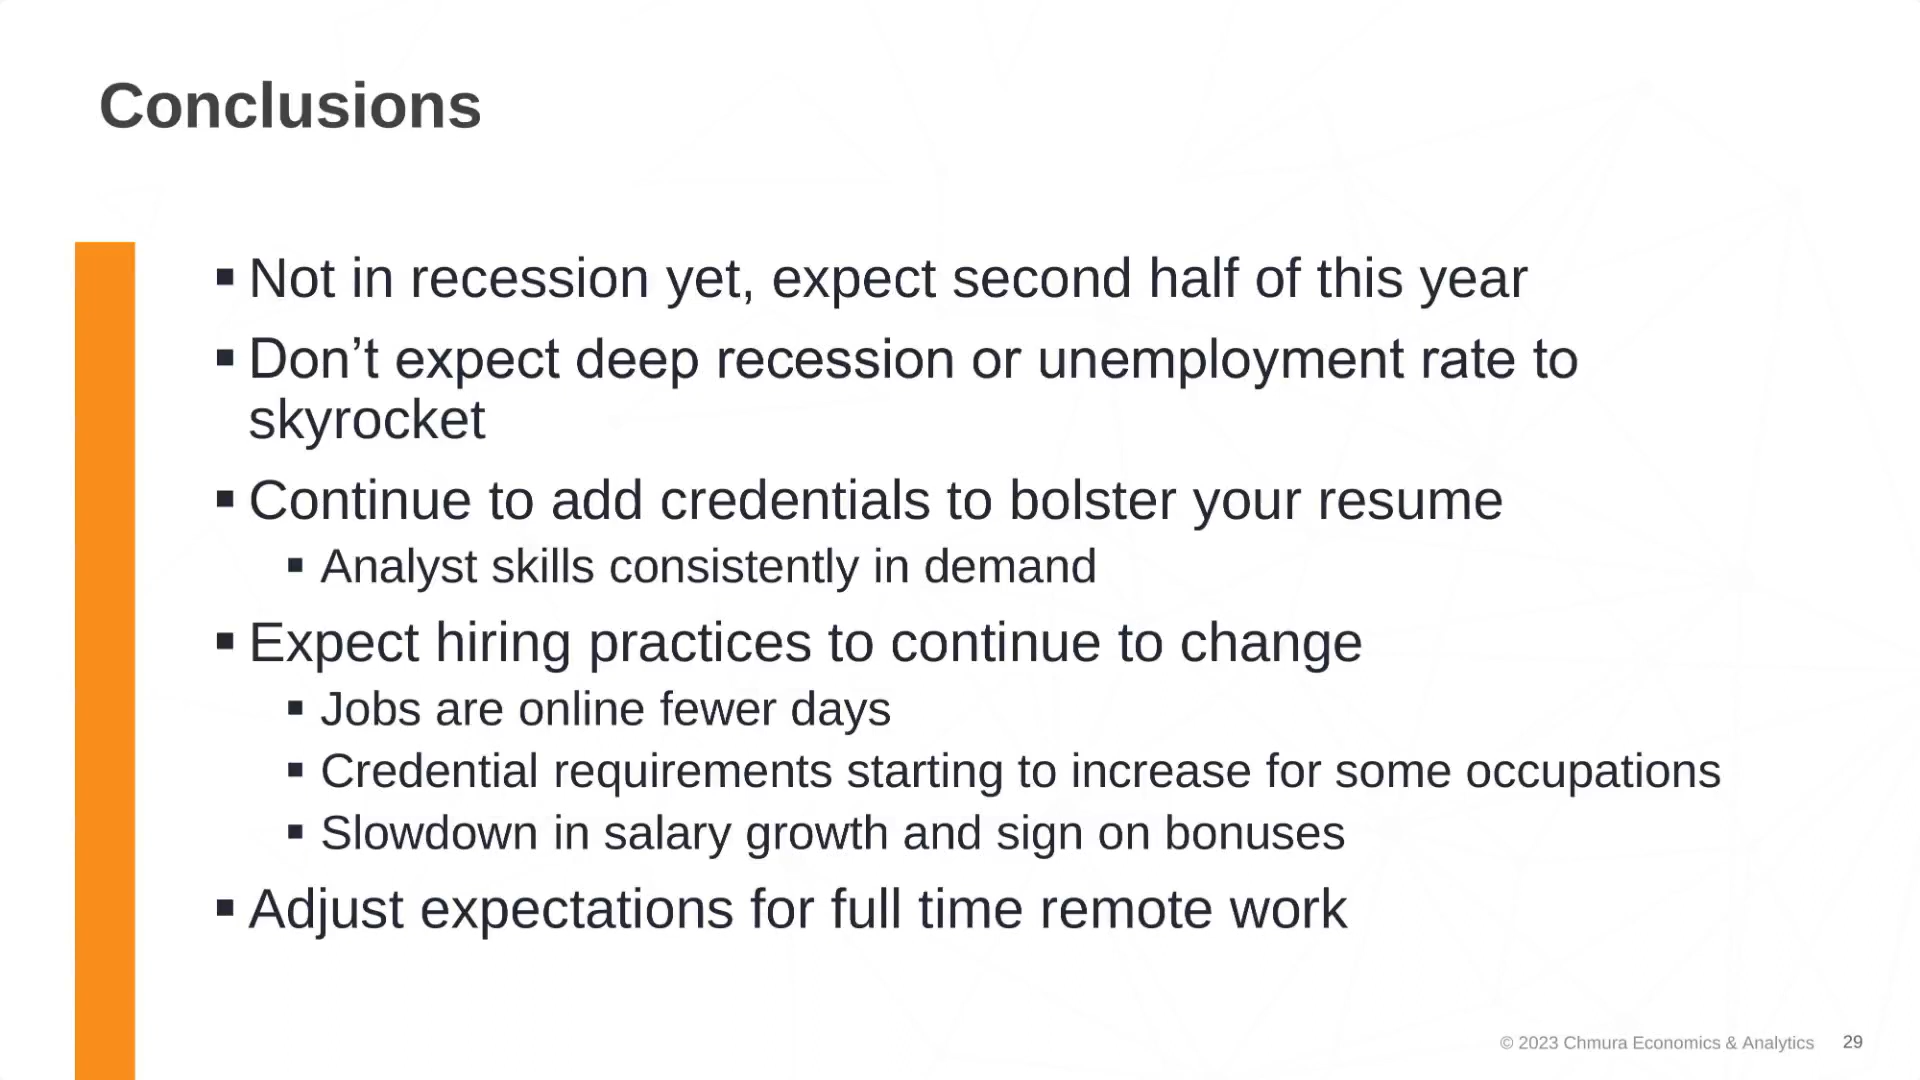 Conclusions
▪ Not in recession yet, expect second half of this year
▪ Don’t expect deep recession or unemployment rate to
skyrocket
▪ Continue to add credentials to bolster your resume
▪ Analyst skills consistently in demand
▪ Expect hiring practices to continue to change
▪ Jobs are online fewer days
▪ Credential requirements starting to increase for some occupations
▪ Slowdown in salary growth and sign on bonuses
▪ Adjust expectations for full time remote work
© 2023 Chmura Economics & Analytics 29